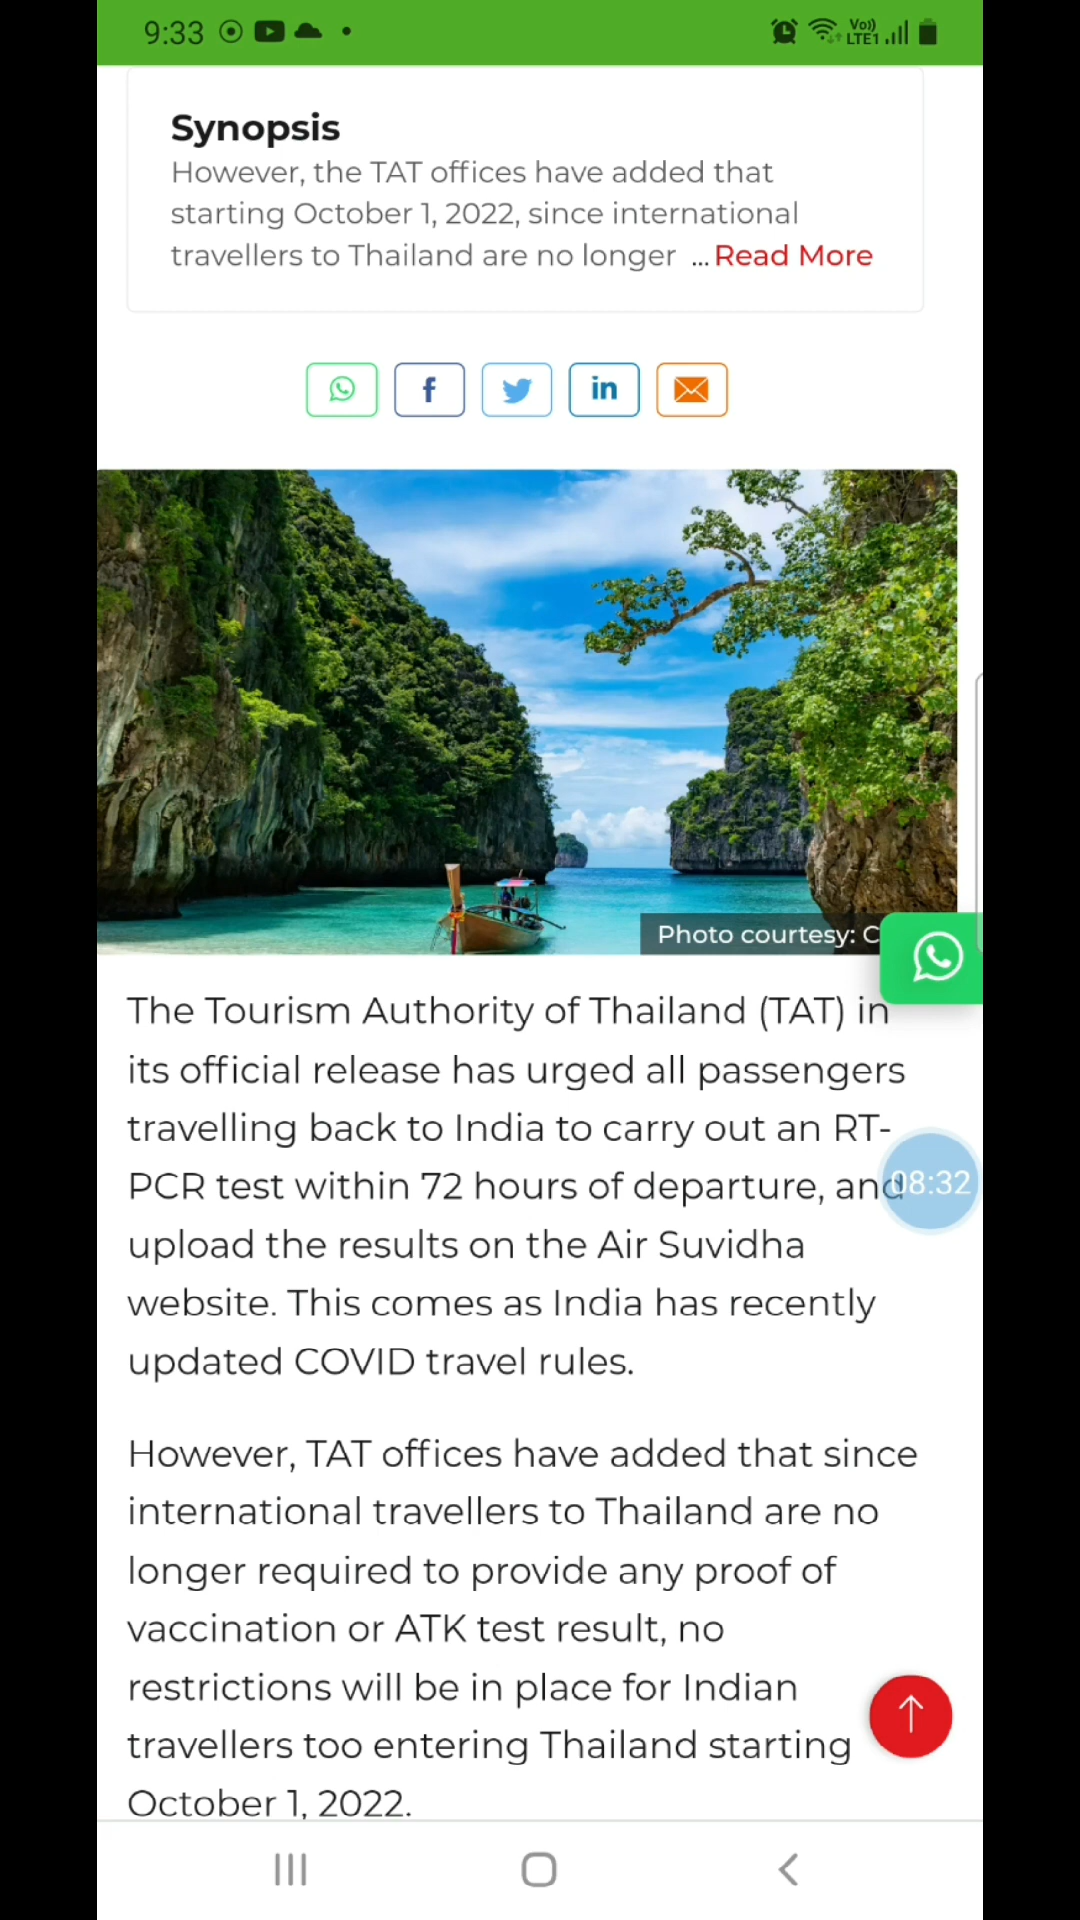 9:33
Vo))
LTE1
Synopsis
However, the TAT offices have added that
starting October 1, 2022, since international
travellers to Thailand are no longer ... Read More
f
in
Photo courtesy: C
The Tourism Authority of Thailand (TAT) in
its official release has urged all passengers
travelling back to India to carry out an RT-
PCR test within 72 hours of departure, and
08:32
upload the results on the Air Suvidha
website. This comes as India has recently
updated COVID travel rules.
However, TAT offices have added that since
international travellers to Thailand are no
longer required to provide any proof of
vaccination or ATK test result, no
restrictions will be in place for Indian
travellers too entering Thailand starting
October 1, 2022.